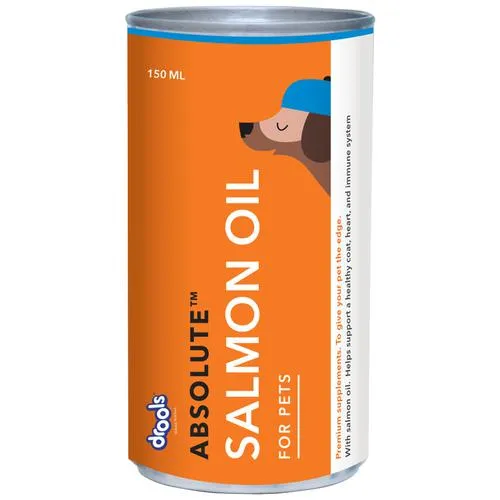 150 ML
drools
ABSOLUTE™
SALMON OIL
FOR PETS
Premium supplements. To give your pet the edge.
With salmon oil. Helps support a healthy coat, heart, and immune system